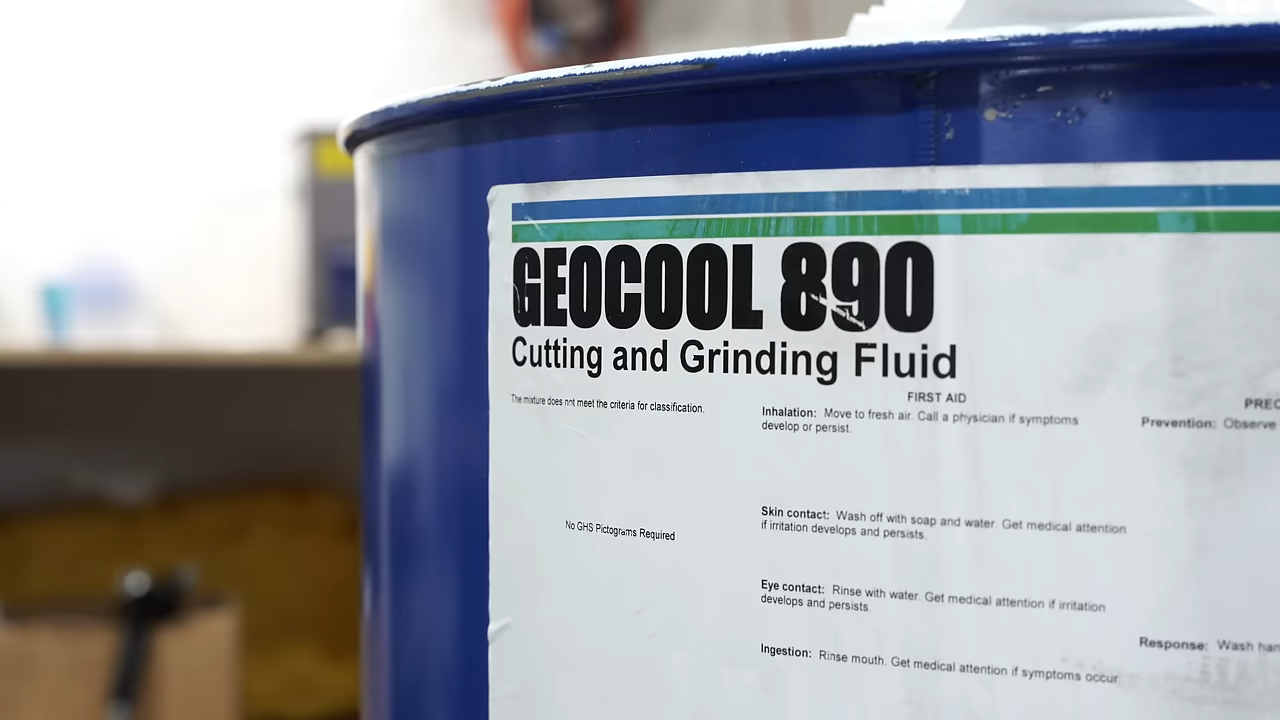 GEOCOOL 890
Cutting and Grinding Fluid
The mixture does not meet the criteria for classification.
No GHS Pictograms Required
FIRST AID
Inhalation: Move to fresh air. Call a physician if symptoms
develop or persist.
Skin contact: Wash off with soap and water. Get medical attention
if irritation develops and persists.
Eye contact: Rinse with water. Get medical attention if irritation
develops and persists.
Ingestion: Rinse mouth. Get medical attention if symptoms occur.
PREC
Prevention: Observe
Response: Wash han